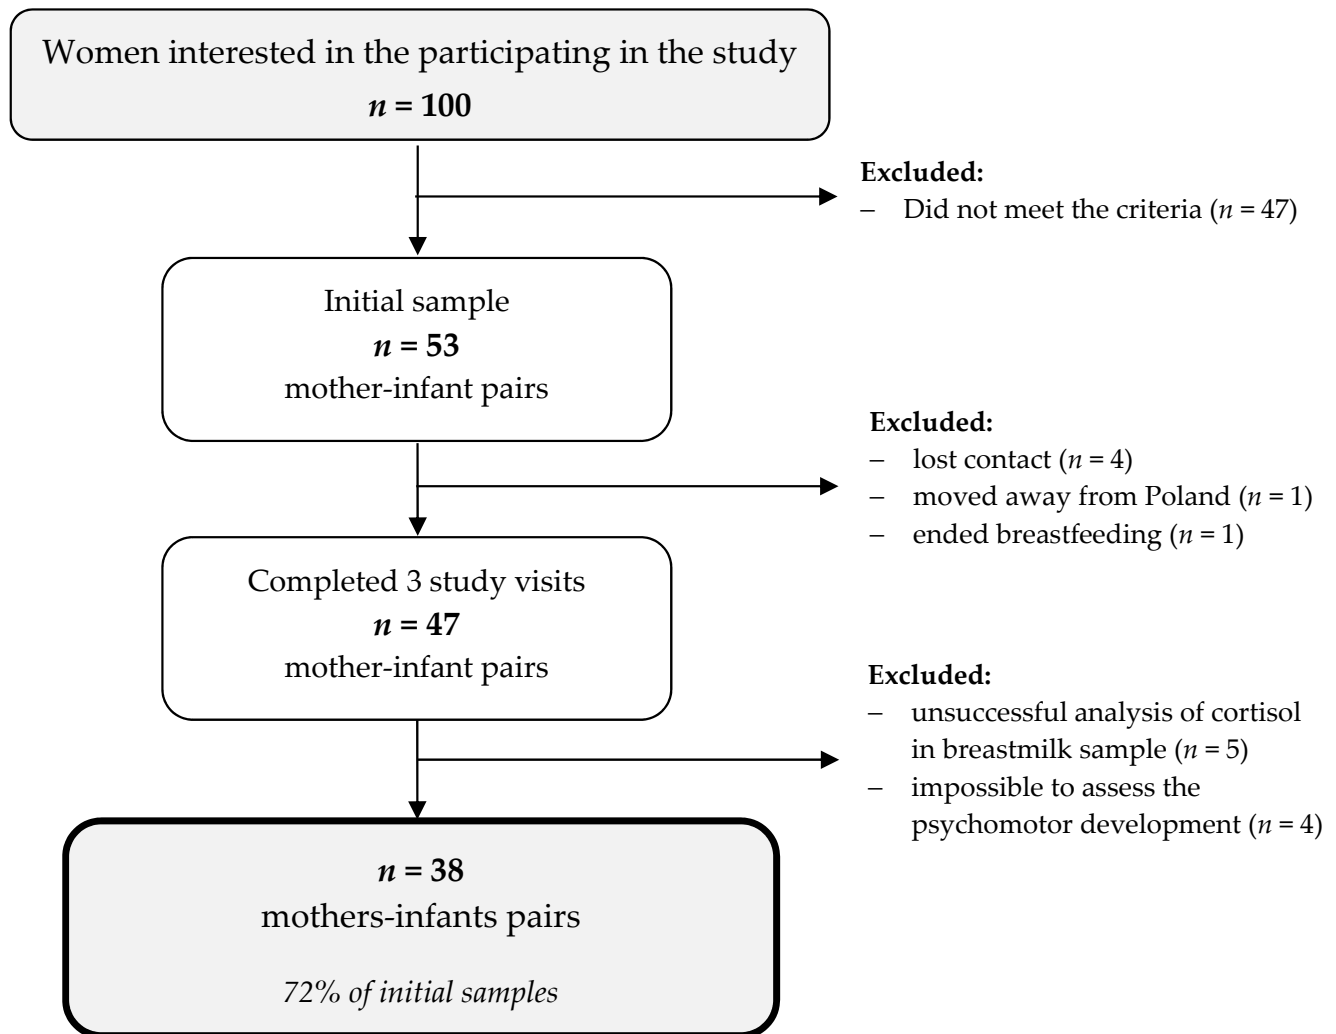 Women interested in the participating in the study
n = 100
Excluded:
– Did not meet the criteria (n = 47)
Initial sample
n = 53
mother-infant pairs
Excluded:
– lost contact (n = 4)
– moved away from Poland (n = 1)
– ended breastfeeding (n = 1)
Completed 3 study visits
n = 47
mother-infant pairs
Excluded:
– unsuccessful analysis of cortisol
in breastmilk sample (n = 5)
– impossible to assess the
psychomotor development (n = 4)
n = 38
mothers-infants pairs
72% of initial samples